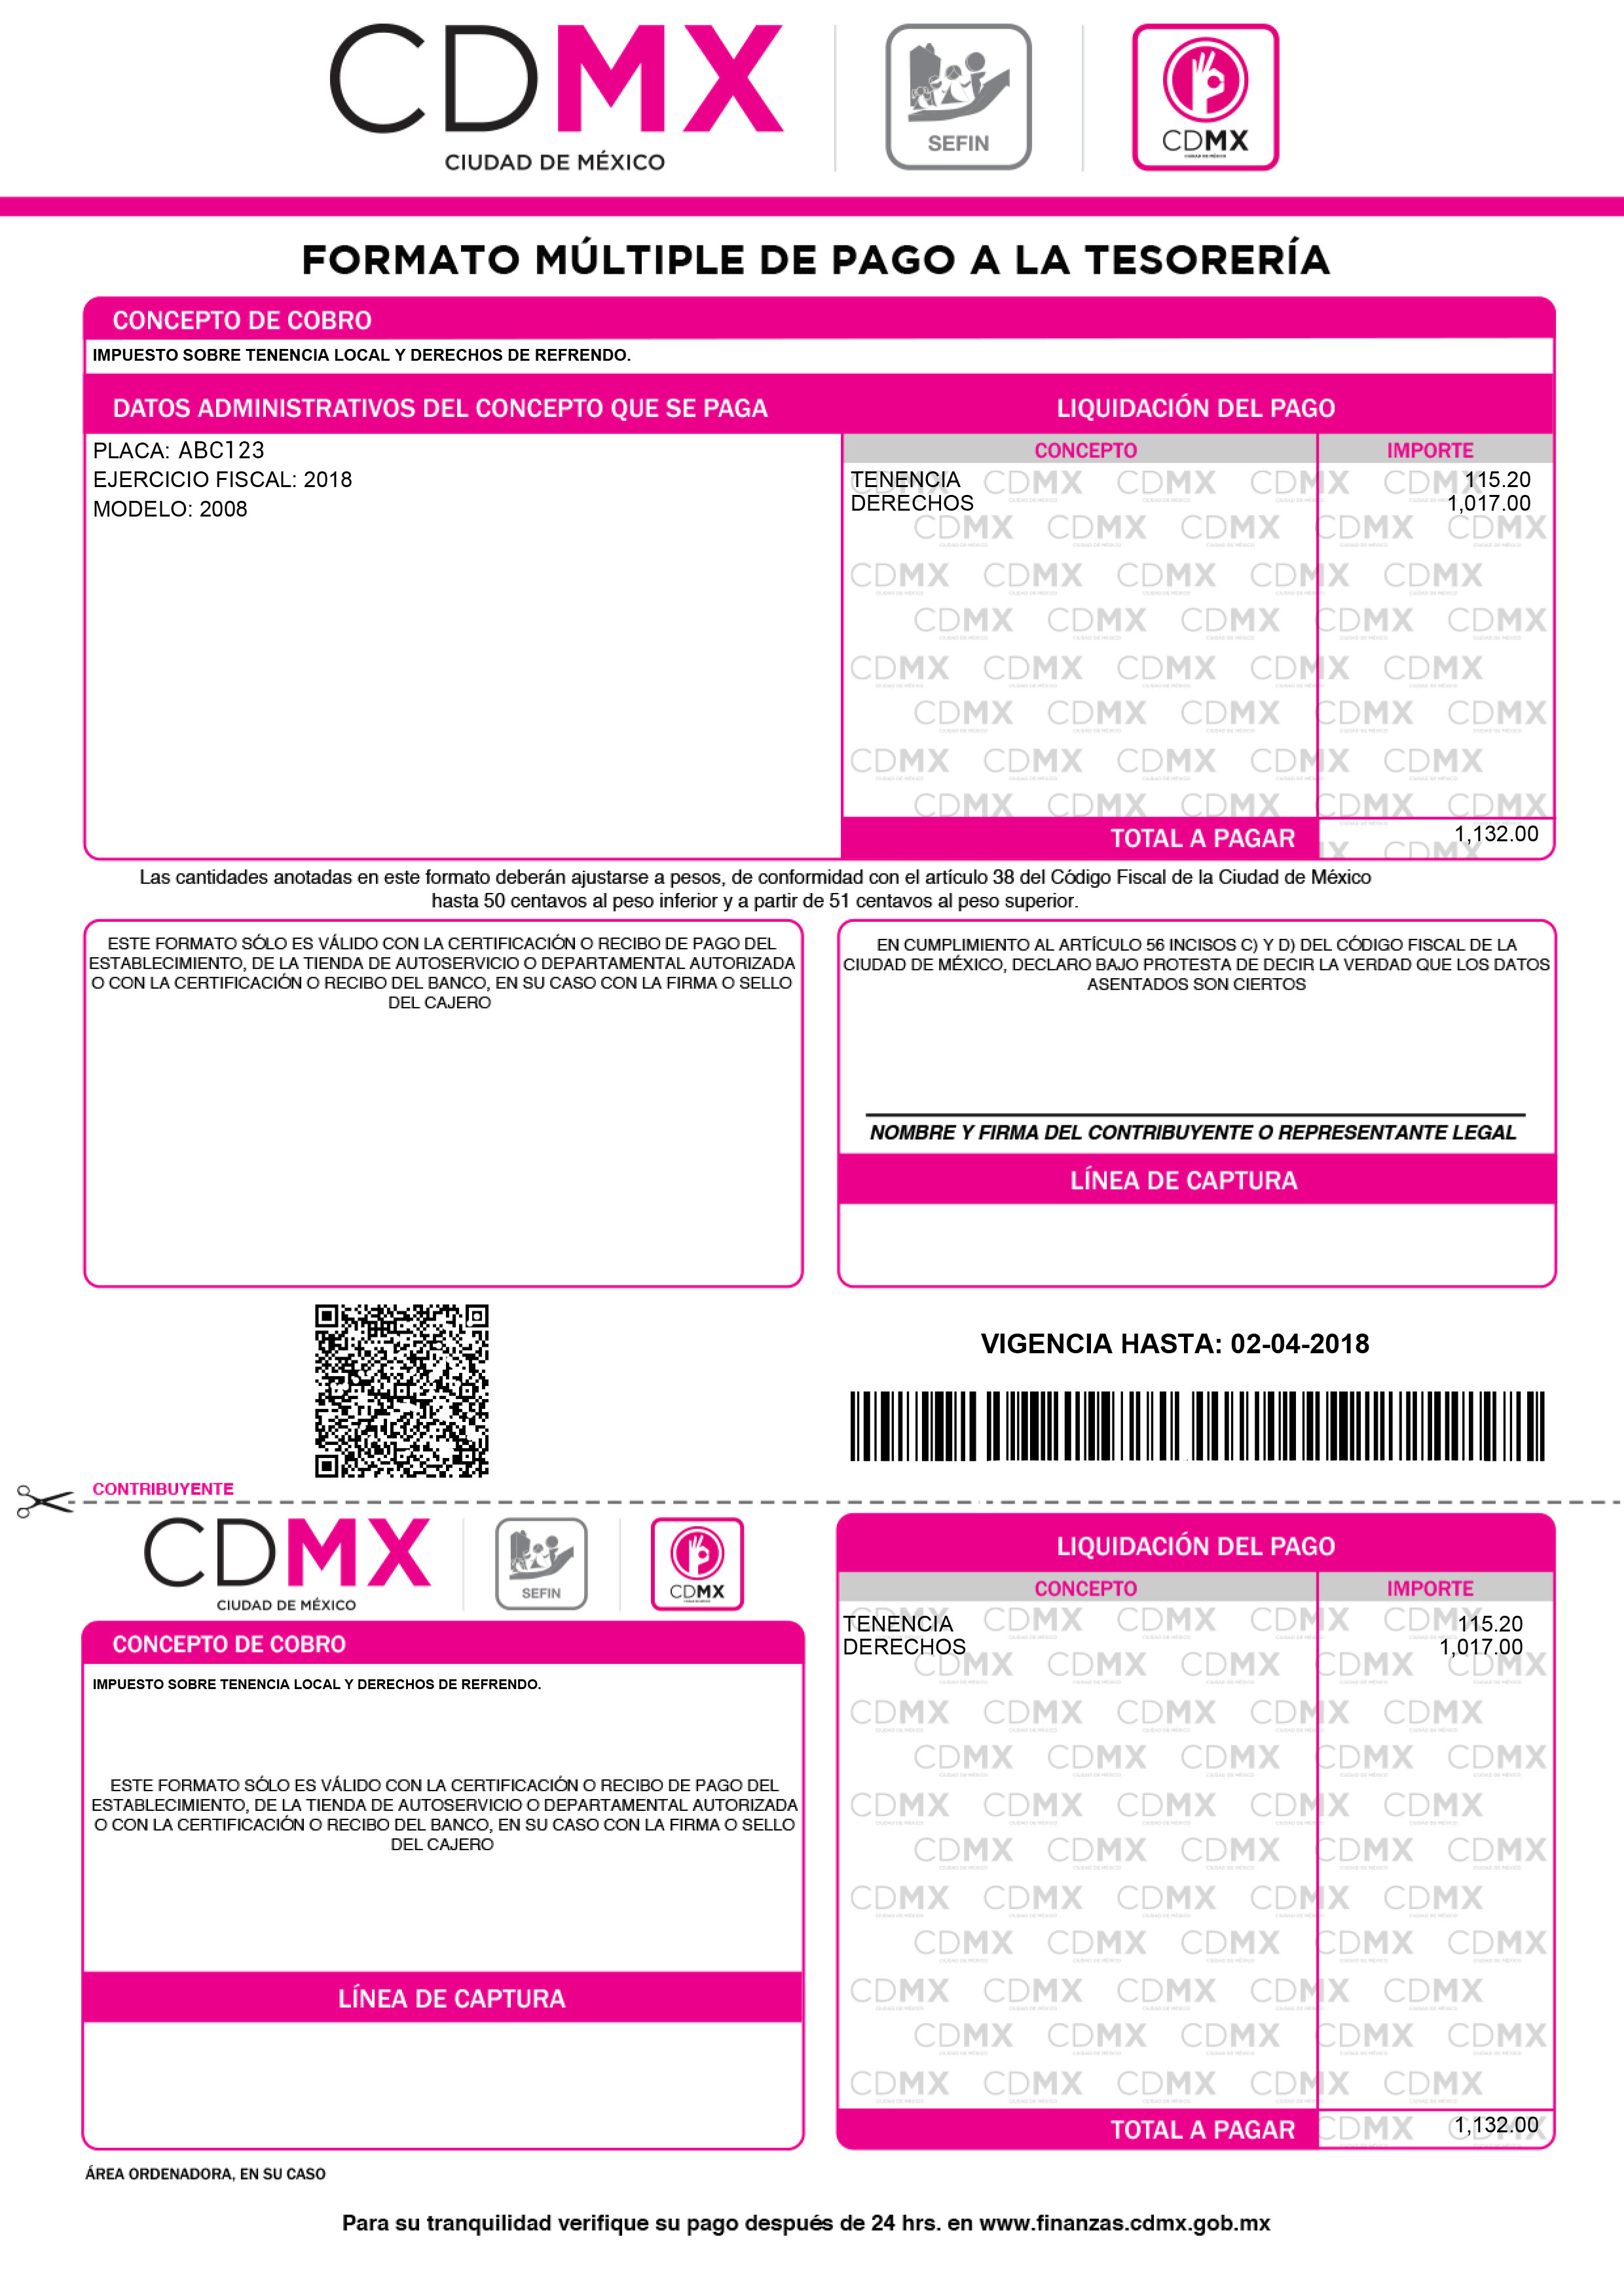 CDMX
CIUDAD DE MÉXICO
SEFIN
CDMX
CIUDAD DE MÉXICO
FORMATO MÚLTIPLE DE PAGO A LA TESORERÍA
CONCEPTO DE COBRO
IMPUESTO SOBRE TENENCIA LOCAL Y DERECHOS DE REFRENDO.
DATOS ADMINISTRATIVOS DEL CONCEPTO QUE SE PAGA
LIQUIDACIÓN DEL PAGO
PLACA: ABC123
EJERCICIO FISCAL: 2018
MODELO: 2008
CONCEPTO IMPORTE
TENENCIA 115.20
DERECHOS 1,017.00
TOTAL A PAGAR 1,132.00
Las cantidades anotadas en este formato deberán ajustarse a pesos, de conformidad con el artículo 38 del Código Fiscal de la Ciudad de México
hasta 50 centavos al peso inferior y a partir de 51 centavos al peso superior.
ESTE FORMATO SÓLO ES VÁLIDO CON LA CERTIFICACIÓN O RECIBO DE PAGO DEL
ESTABLECIMIENTO, DE LA TIENDA DE AUTOSERVICIO O DEPARTAMENTAL AUTORIZADA
O CON LA CERTIFICACIÓN O RECIBO DEL BANCO, EN SU CASO CON LA FIRMA O SELLO
DEL CAJERO
EN CUMPLIMIENTO AL ARTÍCULO 56 INCISOS C) Y D) DEL CÓDIGO FISCAL DE LA
CIUDAD DE MÉXICO, DECLARO BAJO PROTESTA DE DECIR LA VERDAD QUE LOS DATOS
ASENTADOS SON CIERTOS
NOMBRE Y FIRMA DEL CONTRIBUYENTE O REPRESENTANTE LEGAL
LÍNEA DE CAPTURA
VIGENCIA HASTA: 02-04-2018
CONTRIBUYENTE
CDMX
CIUDAD DE MÉXICO
SEFIN
CDMX
CONCEPTO DE COBRO
IMPUESTO SOBRE TENENCIA LOCAL Y DERECHOS DE REFRENDO.
ESTE FORMATO SÓLO ES VÁLIDO CON LA CERTIFICACIÓN O RECIBO DE PAGO DEL
ESTABLECIMIENTO, DE LA TIENDA DE AUTOSERVICIO O DEPARTAMENTAL AUTORIZADA
O CON LA CERTIFICACIÓN O RECIBO DEL BANCO, EN SU CASO CON LA FIRMA O SELLO
DEL CAJERO
LÍNEA DE CAPTURA
LIQUIDACIÓN DEL PAGO
CONCEPTO IMPORTE
TENENCIA 115.20
DERECHOS 1,017.00
TOTAL A PAGAR 1,132.00
ÁREA ORDENADORA, EN SU CASO
Para su tranquilidad verifique su pago después de 24 hrs. en www.finanzas.cdmx.gob.mx